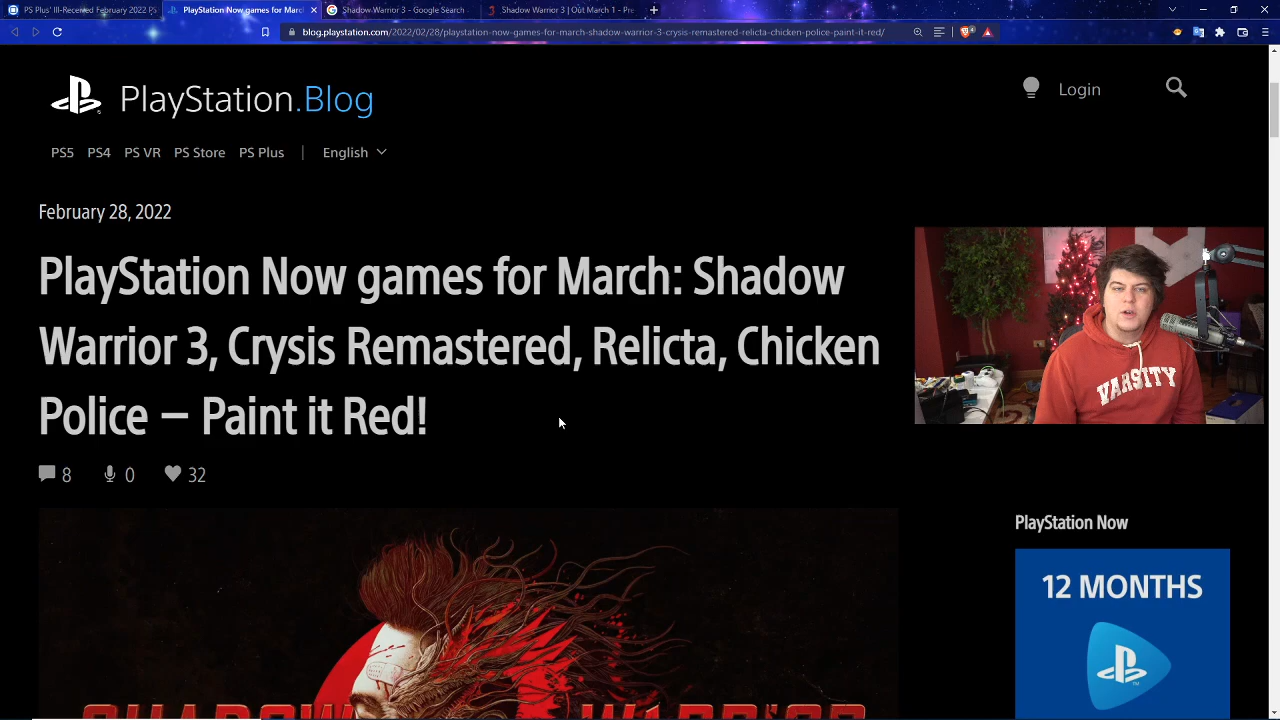 PS Plus' Ill-Received February 2022 PS
PlayStation Now games for Marc
Shadow Warrior 3 - Google Search
Shadow Warrior 3 | Out March 1 - Pre
blog.playstation.com/2022/02/28/playstation-now-games-for-march-shadow-warrior-3-crysis-remastered-relicta-chicken-police-paint-it-red/
PlayStation.Blog
Login
PS5 PS4 PS VR PS Store PS Plus | English
February 28, 2022
PlayStation Now games for March: Shadow
Warrior 3, Crysis Remastered, Relicta, Chicken
Police – Paint it Red!
8 0 32
VARSITY
PlayStation Now
12 MONTHS
SHADOW WARRIOR